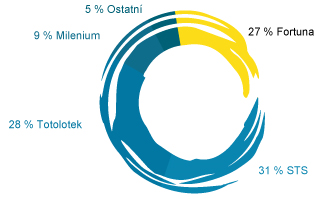 5 % Ostatní
27 % Fortuna
9 % Milenium
28 % Totolotek
31 % STS